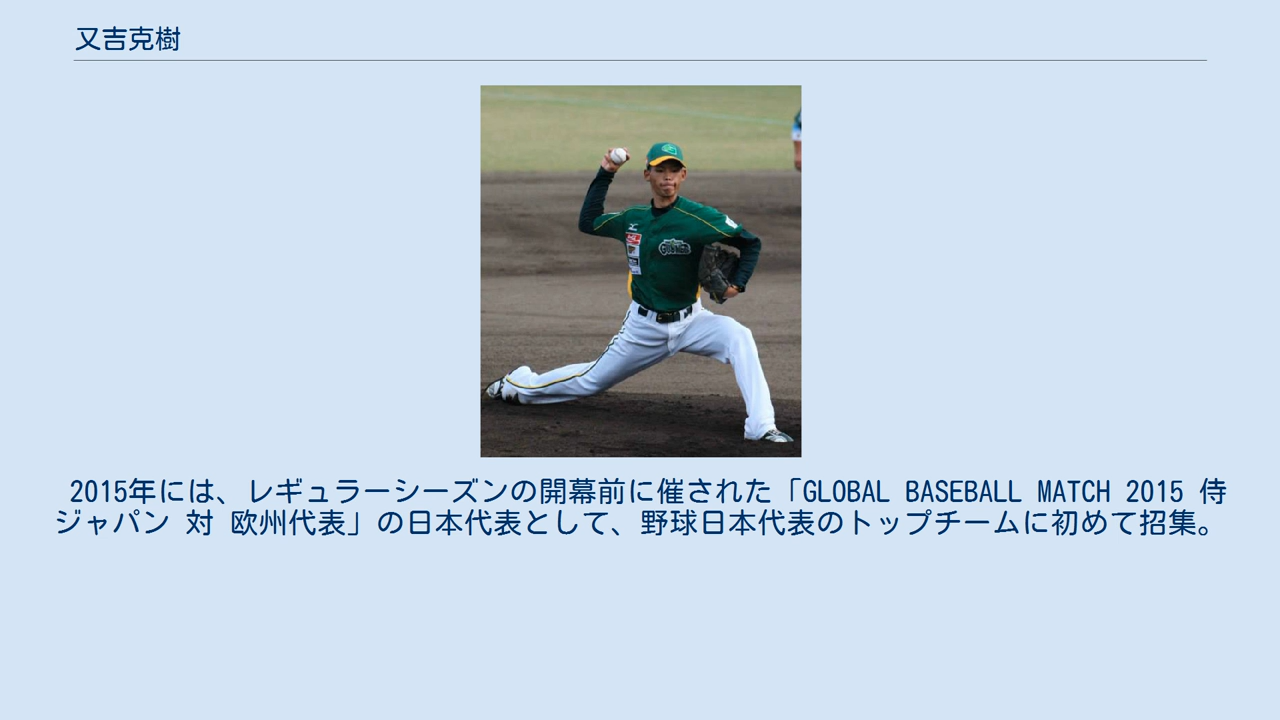 又吉克樹
2015年には、レギュラーシーズンの開幕前に催された「GLOBAL BASEBALL MATCH 2015 侍
ジャパン 対 欧州代表」の日本代表として、野球日本代表のトップチームに初めて招集。